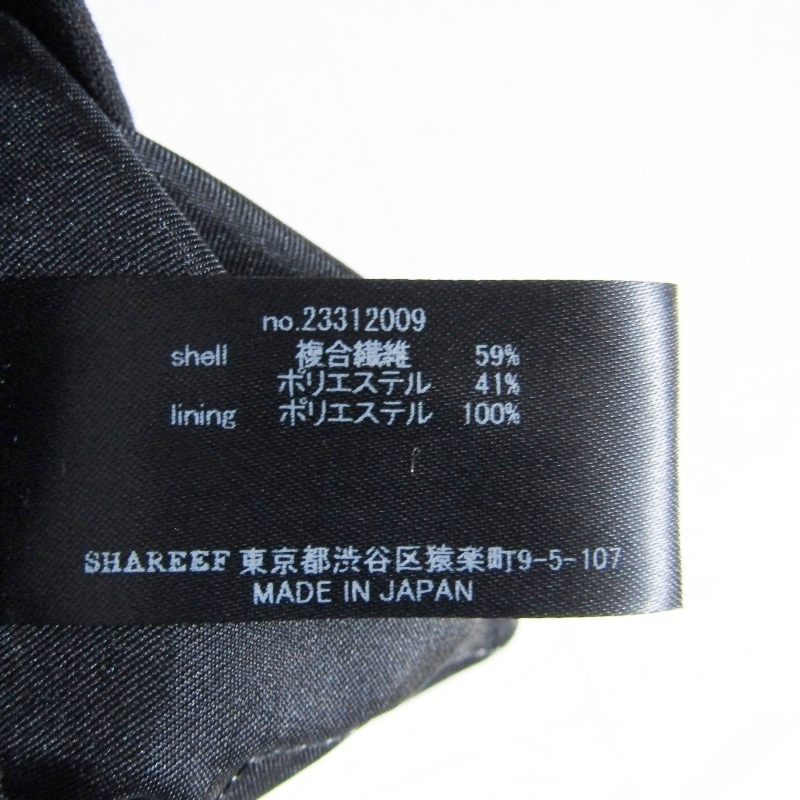 no.23312009
shell 複合繊維 59%
ポリエステル 41%
lining ポリエステル 100%
SHAREEF 東京都渋谷区猿楽町9-5-107
MADE IN JAPAN